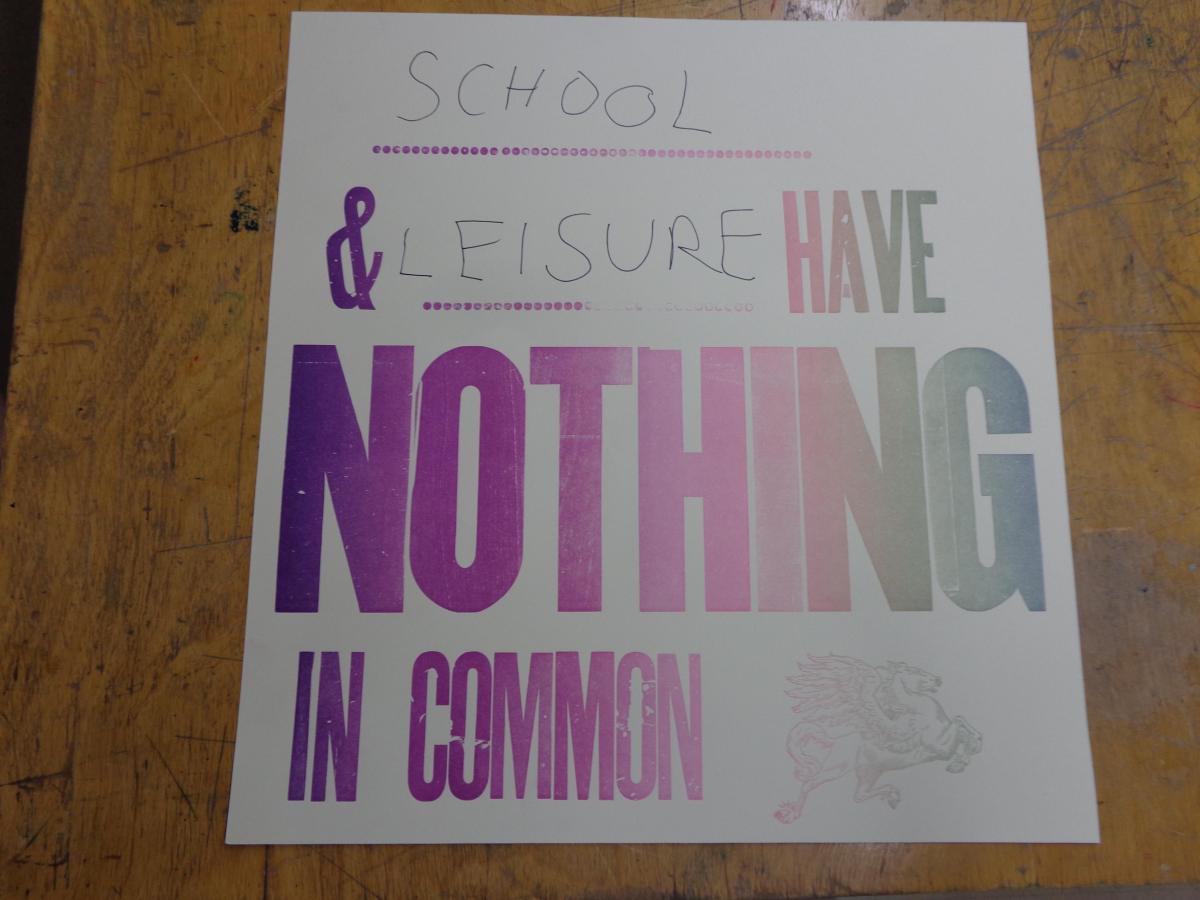 SCHOOL
& LEISURE HAVE
NOTHING
IN COMMON